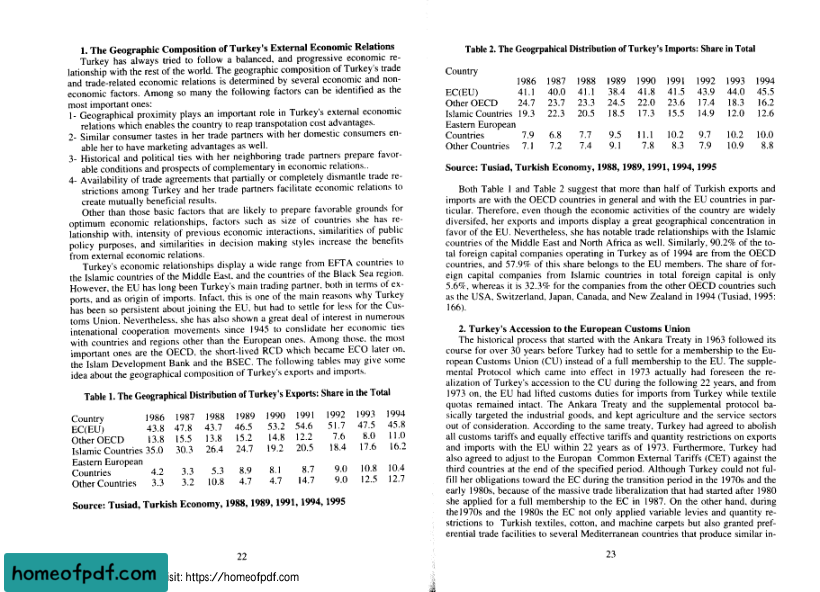 1. The Geographic Composition of Turkey's External Economic Relations
Turkey has always tried to follow a balanced, and progressive economic re-
lationship with the rest of the world. The geographic composition of Turkey's trade
and trade-related economic relations is determined by several economic and non-
economic factors. Among so many the following factors can be identified as the
most important ones:
1- Geographical proximity plays an important role in Turkey's external economic
relations which enables the country to reap transpotation cost advantages.
2- Similar consumer tastes in her trade partners with her domestic consumers en-
able her to have marketing advantages as well.
3- Historical and political ties with her neighboring trade partners prepare favor-
able conditions and prospects of complementary in economic relations..
4- Availability of trade agreements that partially or completely dismantle trade re-
strictions among Turkey and her trade partners facilitate economic relations to
create mutually beneficial results.
Other than those basic factors that are likely to prepare favorable grounds for
optimum economic relationships, factors such as size of countries she has re-
lationship with, intensity of previous economic interactions, similarities of public
policy purposes, and similarities in decision making styles increase the benefits
from external economic relations.
Turkey's economic relationships display a wide range from EFTA countries to
the Islamic countries of the Middle East, and the countries of the Black Sea region.
However, the EU has long been Turkey's main trading partner, both in terms of ex-
ports, and as origin of imports. Infact, this is one of the main reasons why Turkey
has been so persistent about joining the EU, but had to settle for less for the Cus-
toms Union. Nevertheless, she has also shown a great deal of interest in numerous
intenational cooperation movements since 1945 to conslidate her economic ties
with countries and regions other than the European ones. Among those, the most
important ones are the OECD, the short-lived RCD which became ECO later on,
the Islam Development Bank and the BSEC. The following tables may give some
idea about the geographical composition of Turkey's exports and imports.
Table 1. The Geographical Distribution of Turkey's Exports: Share in the Total
Country 1986 1987 1988 1989 1990 1991 1992 1993 1994
EC(EU) 43.8 47.8 43.7 46.5 53.2 54.6 51.7 47.5 45.8
Other OECD 13.8 15.5 13.8 15.2 14.8 12.2 7.6 8.0 11.0
Islamic Countries 35.0 30.3 26.4 24.7 19.2 20.5 18.4 17.6 16.2
Eastern European
Countries 4.2 3.3 5.3 8.9 8.1 8.7 9.0 10.8 10.4
Other Countries 3.3 3.2 10.8 4.7 4.7 14.7 9.0 12.5 12.7
Source: Tusiad, Turkish Economy, 1988, 1989, 1991, 1994, 1995
22
Table 2. The Geogrpahical Distribution of Turkey's Imports: Share in Total
Country
1986 1987 1988 1989 1990 1991 1992 1993 1994
EC(EU) 41.1 40.0 41.1 38.4 41.8 41.5 43.9 44.0 45.5
Other OECD 24.7 23.7 23.3 24.5 22.0 23.6 17.4 18.3 16.2
Islamic Countries 19.3 22.3 20.5 18.5 17.3 15.5 14.9 12.0 12.6
Eastern European
Countries 7.9 6.8 7.7 9.5 11.1 10.2 9.7 10.2 10.0
Other Countries 7.1 7.2 7.4 9.1 7.8 8.3 7.9 10.9 8.8
Source: Tusiad, Turkish Economy, 1988, 1989, 1991, 1994, 1995
Both Table 1 and Table 2 suggest that more than half of Turkish exports and
imports are with the OECD countries in general and with the EU countries in par-
ticular. Therefore, even though the economic activities of the country are widely
diversifed, her exports and imports display a great geographical concentration in
favor of the EU. Nevertheless, she has notable trade relationships with the Islamic
countries of the Middle East and North Africa as well. Similarly, 90.2% of the to-
tal foreign capital companies operating in Turkey as of 1994 are from the OECD
countries, and 57.9% of this share belongs to the EU members. The share of for-
eign capital companies from Islamic countries in total foreign capital is only
5.6%, whereas it is 32.3% for the companies from the other OECD countries such
as the USA, Switzerland, Japan, Canada, and New Zealand in 1994 (Tusiad, 1995:
166).
2. Turkey's Accession to the European Customs Union
The historical process that started with the Ankara Treaty in 1963 followed its
course for over 30 years before Turkey had to settle for a membership to the Eu-
ropean Customs Union (CU) instead of a full membership to the EU. The supple-
mental Protocol which came into effect in 1973 actually had foreseen the re-
alization of Turkey's accession to the CU during the following 22 years, and from
1973 on, the EU had lifted customs duties for imports from Turkey while textile
quotas remained intact. The Ankara Treaty and the supplemental protocol ba-
sically targeted the industrial goods, and kept agriculture and the service sectors
out of consideration. According to the same treaty, Turkey had agreed to abolish
all customs tariffs and equally effective tariffs and quantity restrictions on exports
and imports with the EU within 22 years as of 1973. Furthermore, Turkey had
also agreed to adjust to the Europan Common External Tariffs (CET) against the
third countries at the end of the specified period. Although Turkey could not ful-
fill her obligations toward the EC during the transition period in the 1970s and the
early 1980s, because of the massive trade liberalization that had started after 1980
she applied for a full membership to the EC in 1987. On the other hand, during
the1970s and the 1980s the EC not only applied variable levies and quantity re-
strictions to Turkish textiles, cotton, and machine carpets but also granted pref-
erential trade facilities to several Mediterranean countries that produce similar in-
23
homeofpdf.com
isit: https://homeofpdf.com